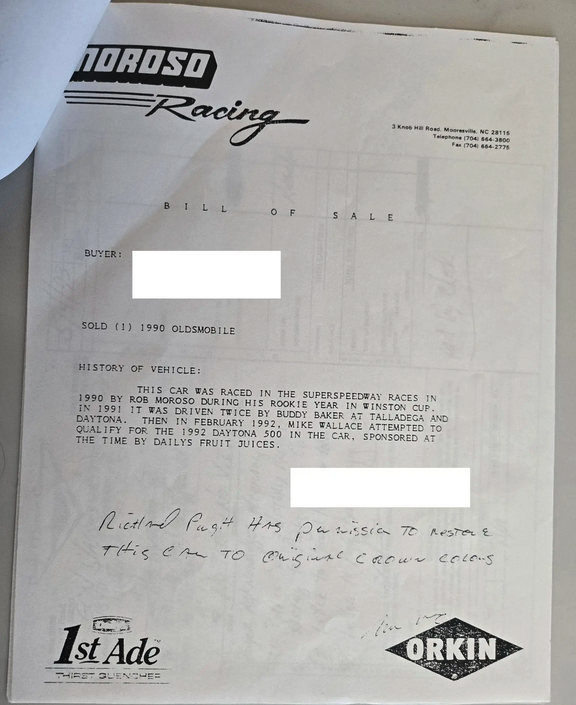 MOROSO
Racing
3 Knob Hill Road, Mooresville, NC 28115
Telephone (704) 664-3800
Fax (704) 664-2775
BILL OF SALE
BUYER:
SOLD (1) 1990 OLDSMOBILE
HISTORY OF VEHICLE:
THIS CAR WAS RACED IN THE SUPERSPEEDWAY RACES IN
1990 BY ROB MOROSO DURING HIS ROOKIE YEAR IN WINSTON CUP.
IN 1991 IT WAS DRIVEN TWICE BY BUDDY BAKER AT TALLADEGA AND
DAYTONA. THEN IN FEBRUARY 1992, MIKE WALLACE ATTEMPTED TO
QUALIFY FOR THE 1992 DAYTONA 500 IN THE CAR, SPONSORED AT
THE TIME BY DAILYS FRUIT JUICES.
Richard Has permission To Restore
This Car TO Original Crown Colors
1st Ade
THIRST QUENCHER
ORKIN